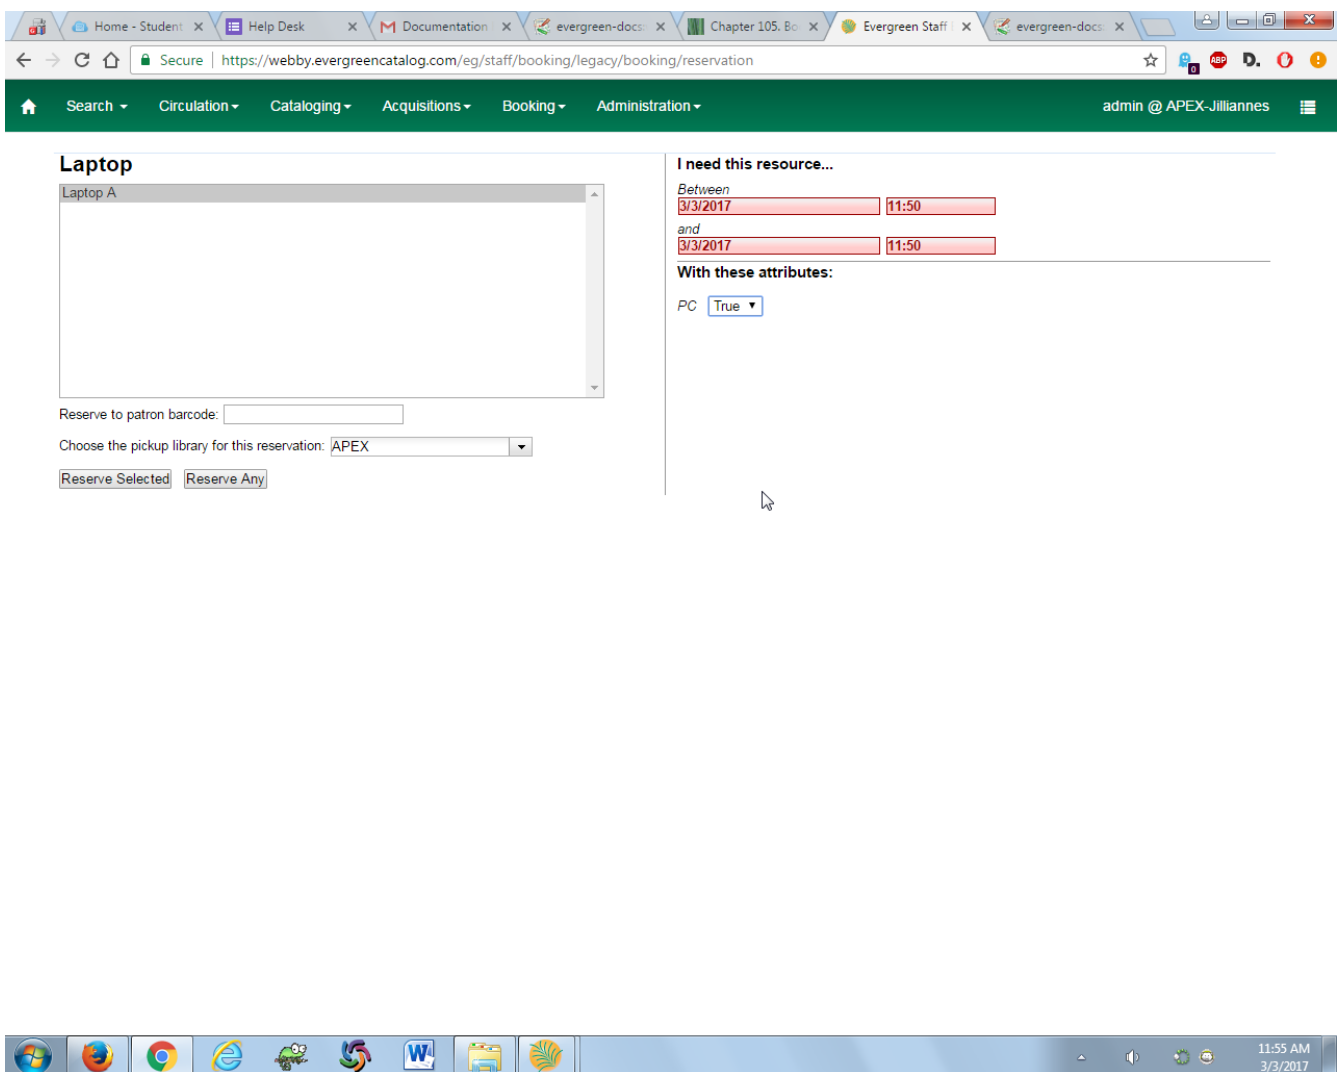 Home - Student
Help Desk
Documentation
evergreen-docs:
Chapter 105. Bo
Evergreen Staff
evergreen-docs:
Secure | https://webby.evergreencatalog.com/eg/staff/booking/legacy/booking/reservation
0
ABP
D.
Search
Circulation
Cataloging
Acquisitions
Booking
Administration
admin @ APEX-Jilliannes
Laptop
Laptop A
Reserve to patron barcode:
Choose the pickup library for this reservation: APEX
Reserve Selected Reserve Any
I need this resource...
Between
3/3/2017 11:50
and
3/3/2017 11:50
With these attributes:
PC True
11:55 AM
3/3/2017